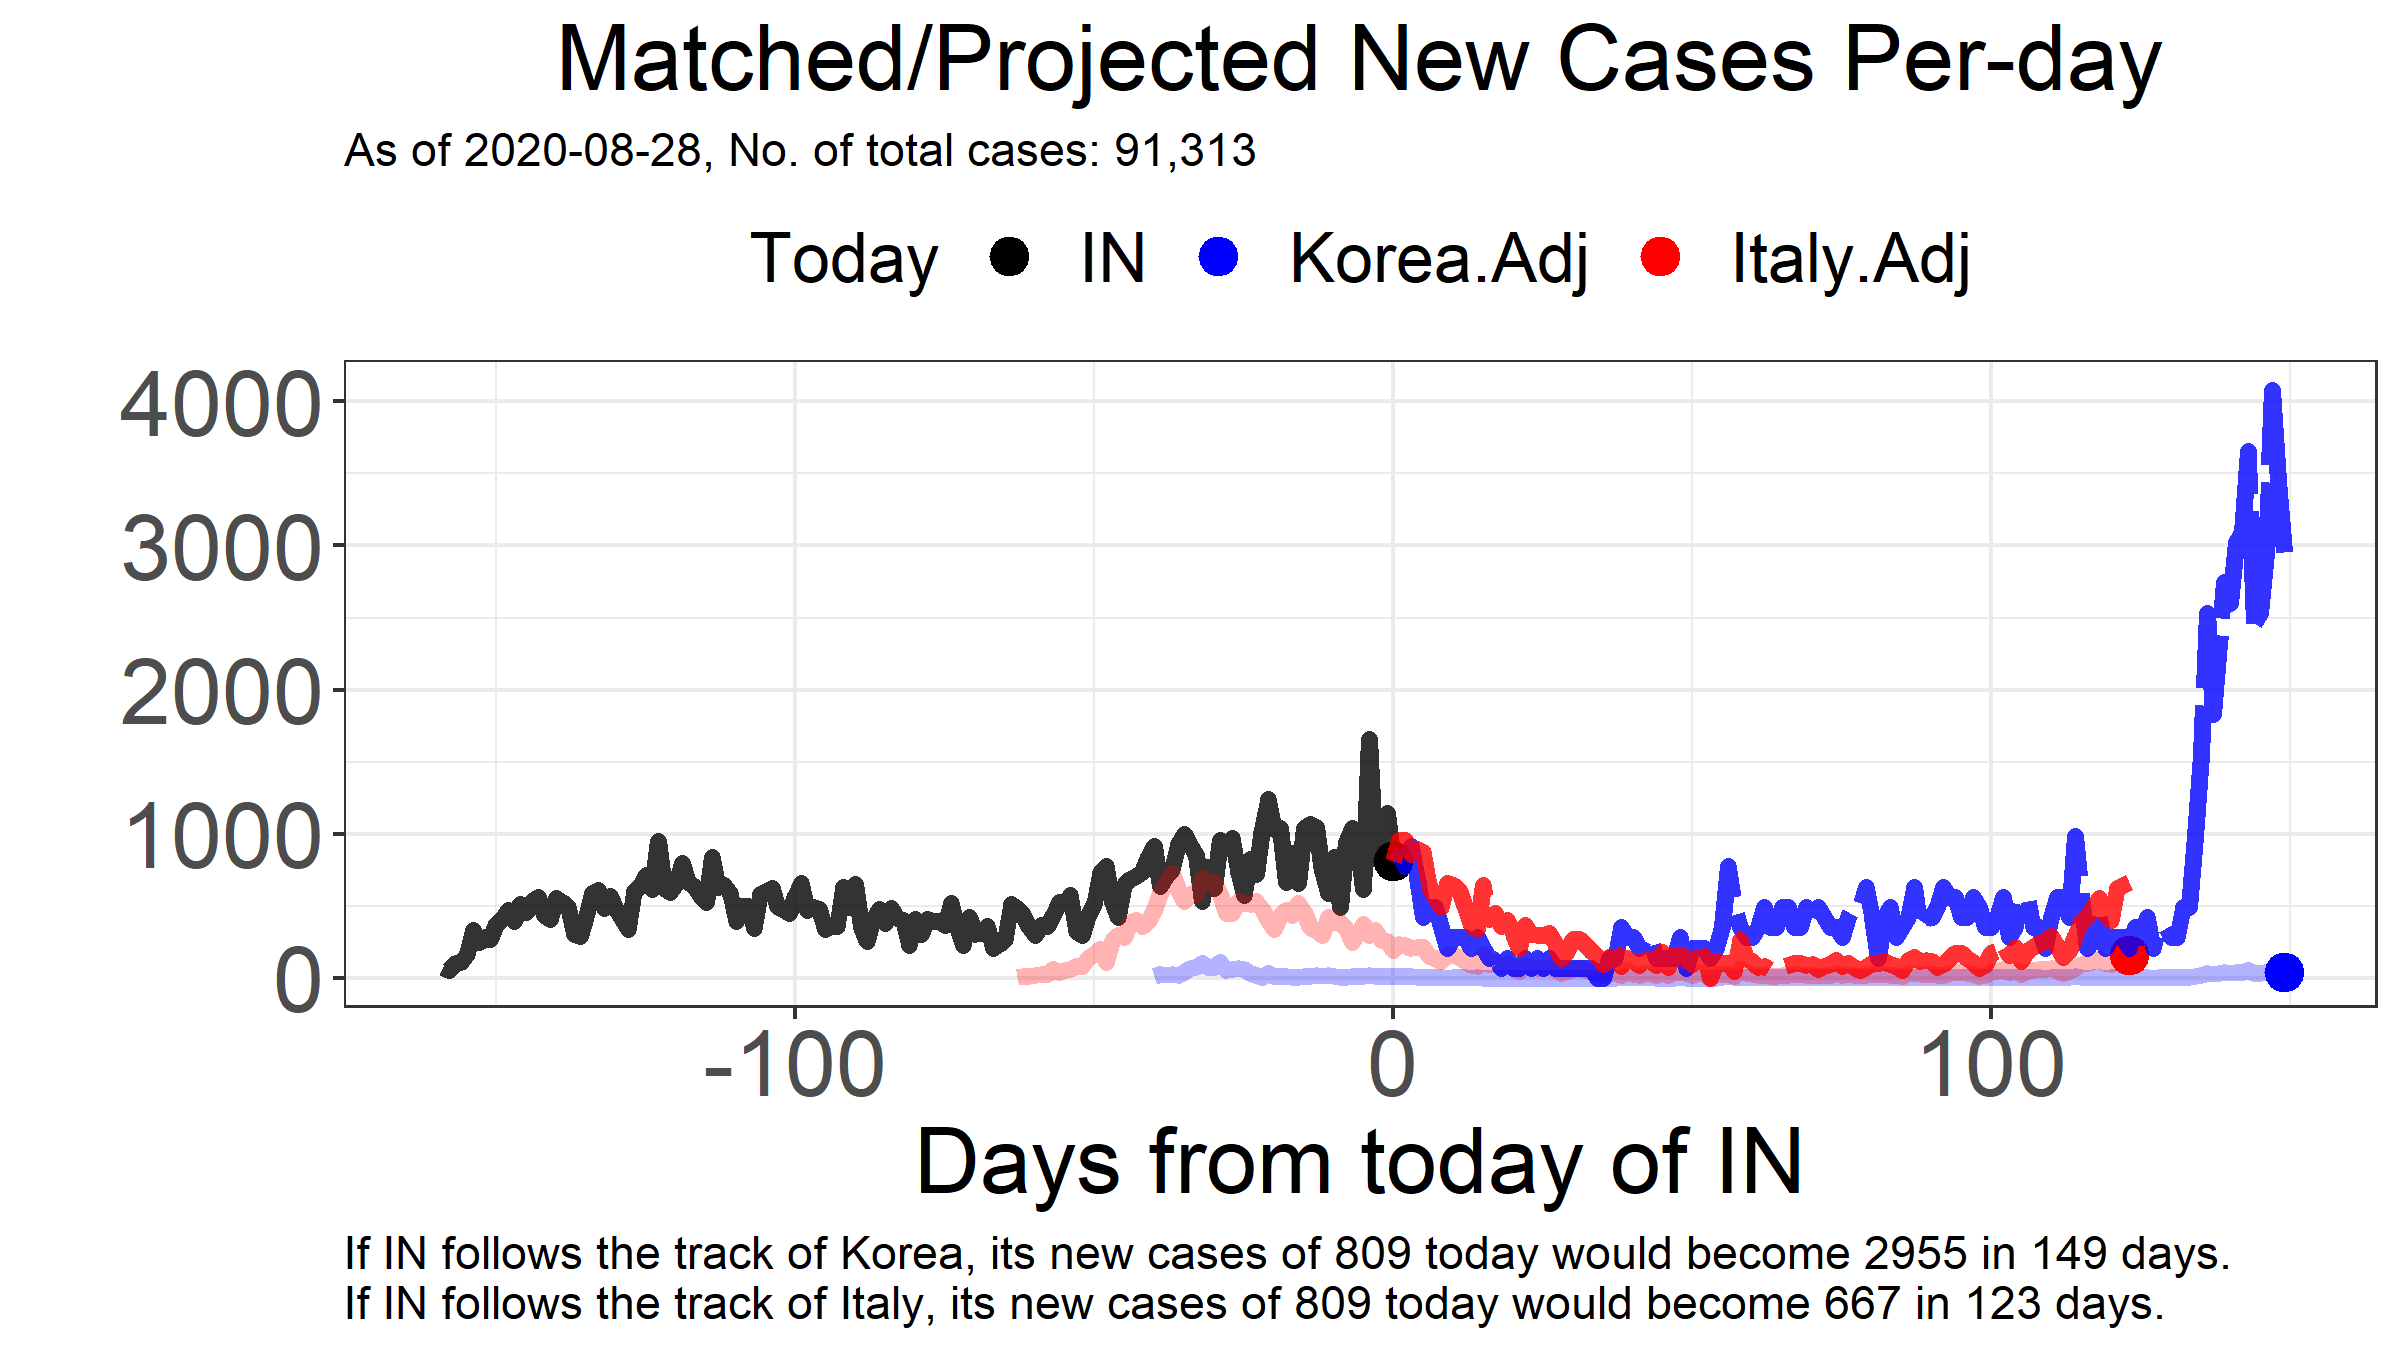 Matched/Projected New Cases Per-day
As of 2020-08-28, No. of total cases: 91,313
Today IN Korea.Adj Italy.Adj
4000
3000
2000
1000
0
-100 0 100
Days from today of IN
If IN follows the track of Korea, its new cases of 809 today would become 2955 in 149 days.
If IN follows the track of Italy, its new cases of 809 today would become 667 in 123 days.